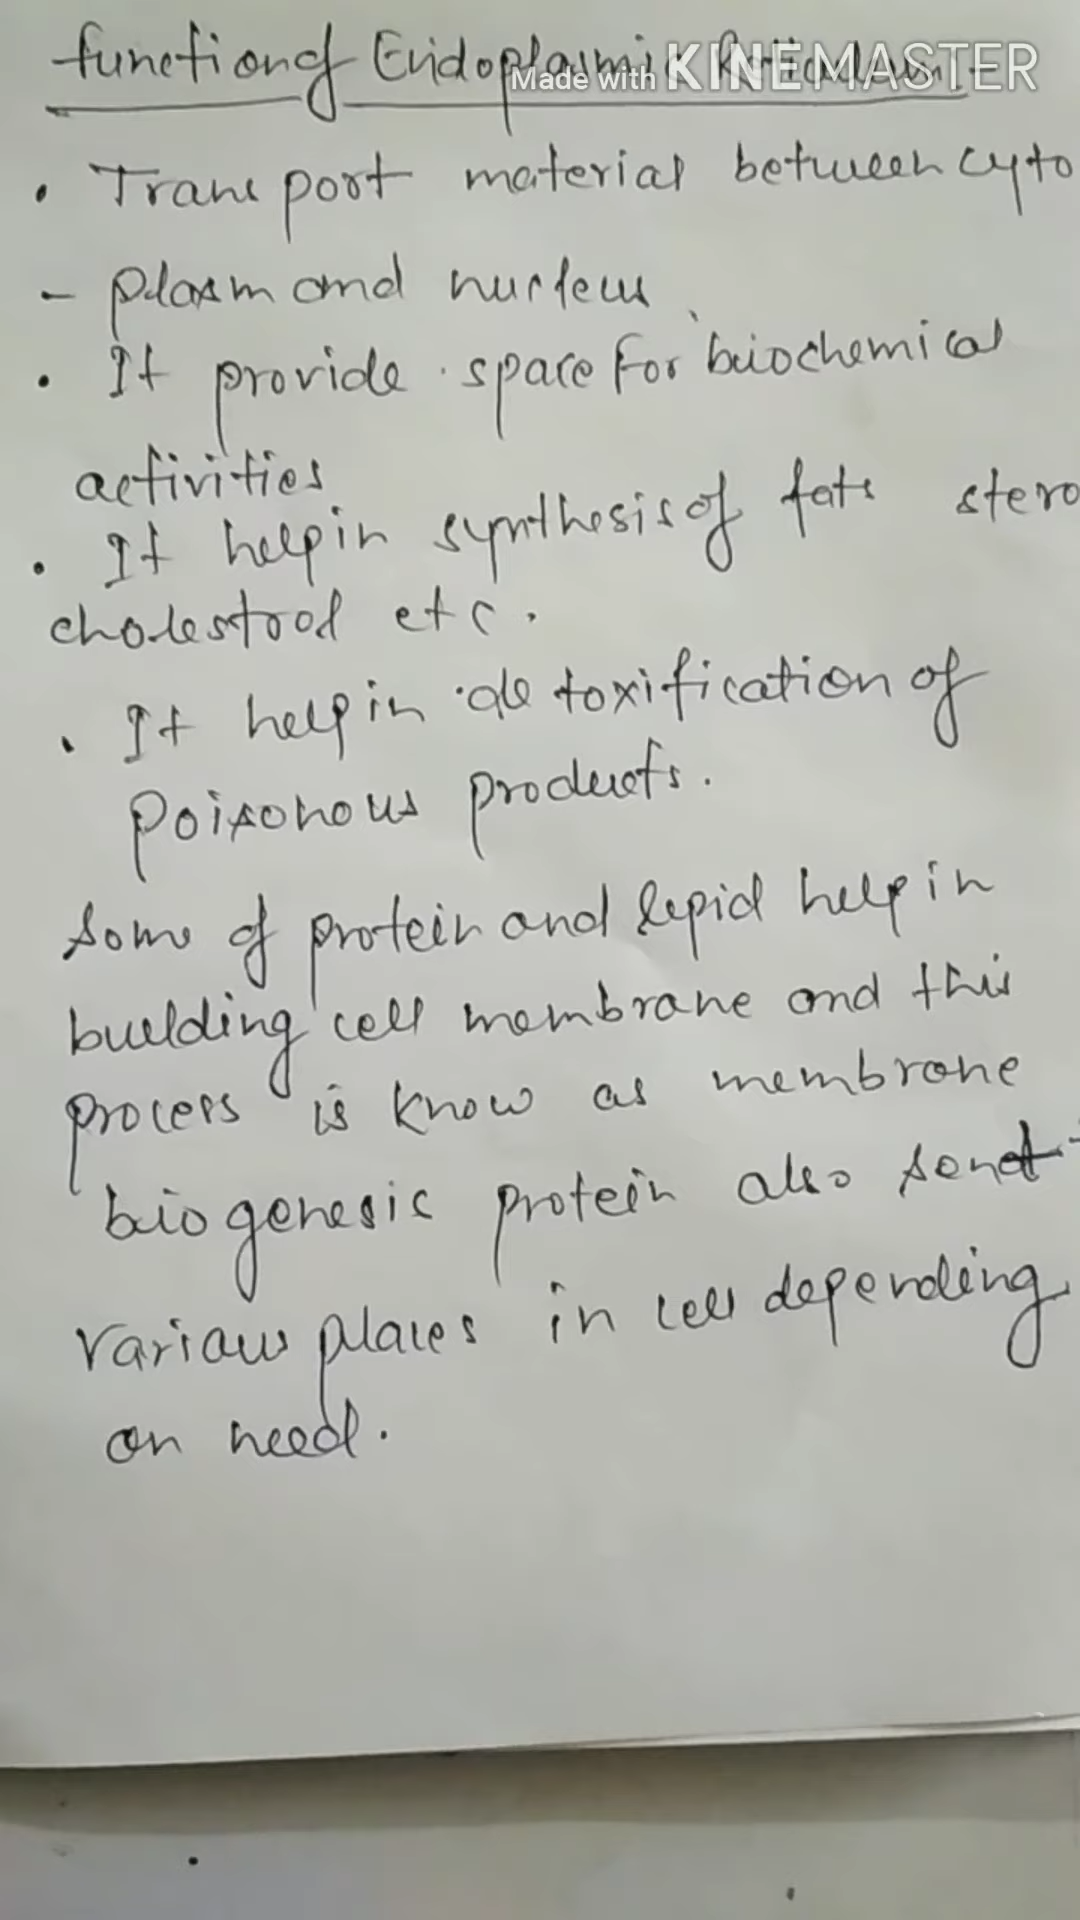 function of Endoplasmic Reticulum :-
Made with KINEMASTER
• Transport material between cyto
- plasm and nucleus
• It provide space for biochemical
activities
• It help in synthesis of fats stero
cholestrol etc.
• It help in detoxification of
poisonous products.
Some of protein and lepid help in
building cell membrane and this
process is know as membrane
biogenesis protein also send
various places in cell depending
on need.